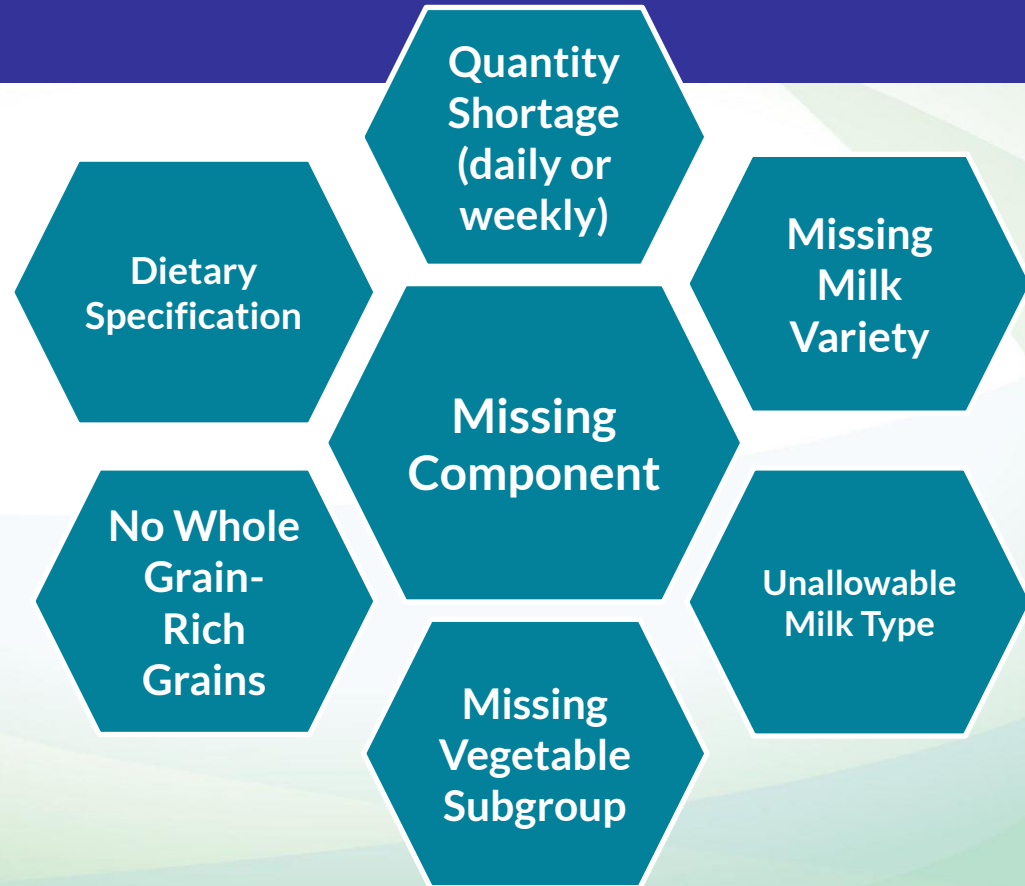 Quantity
Shortage
(daily or
weekly)
Missing
Milk
Variety
Dietary
Specification
Missing
Component
No Whole
Grain-
Rich
Grains
Unallowable
Milk Type
Missing
Vegetable
Subgroup